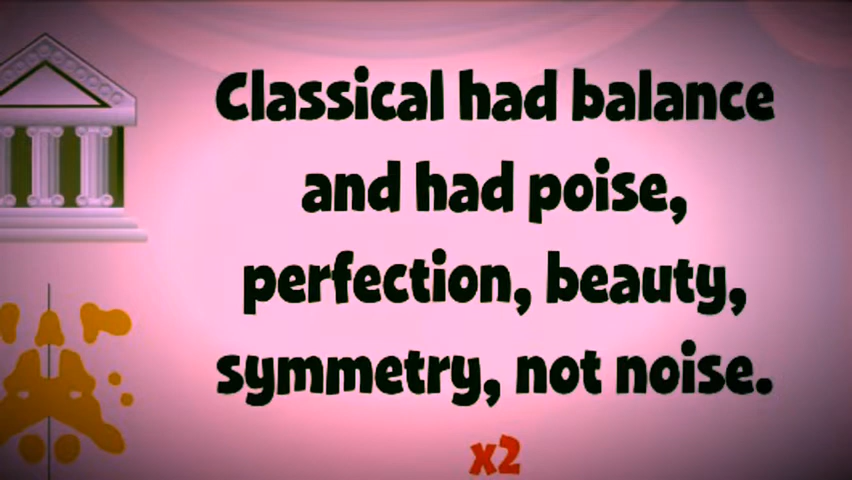 Classical had balance
and had poise,
perfection, beauty,
symmetry, not noise.
x2